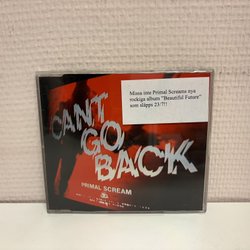 Missa inte Primal Screams nya
rockiga album "Beautiful Future"
som släpps 23/7!!
CAN'T
GO
BACK
PRIMAL SCREAM